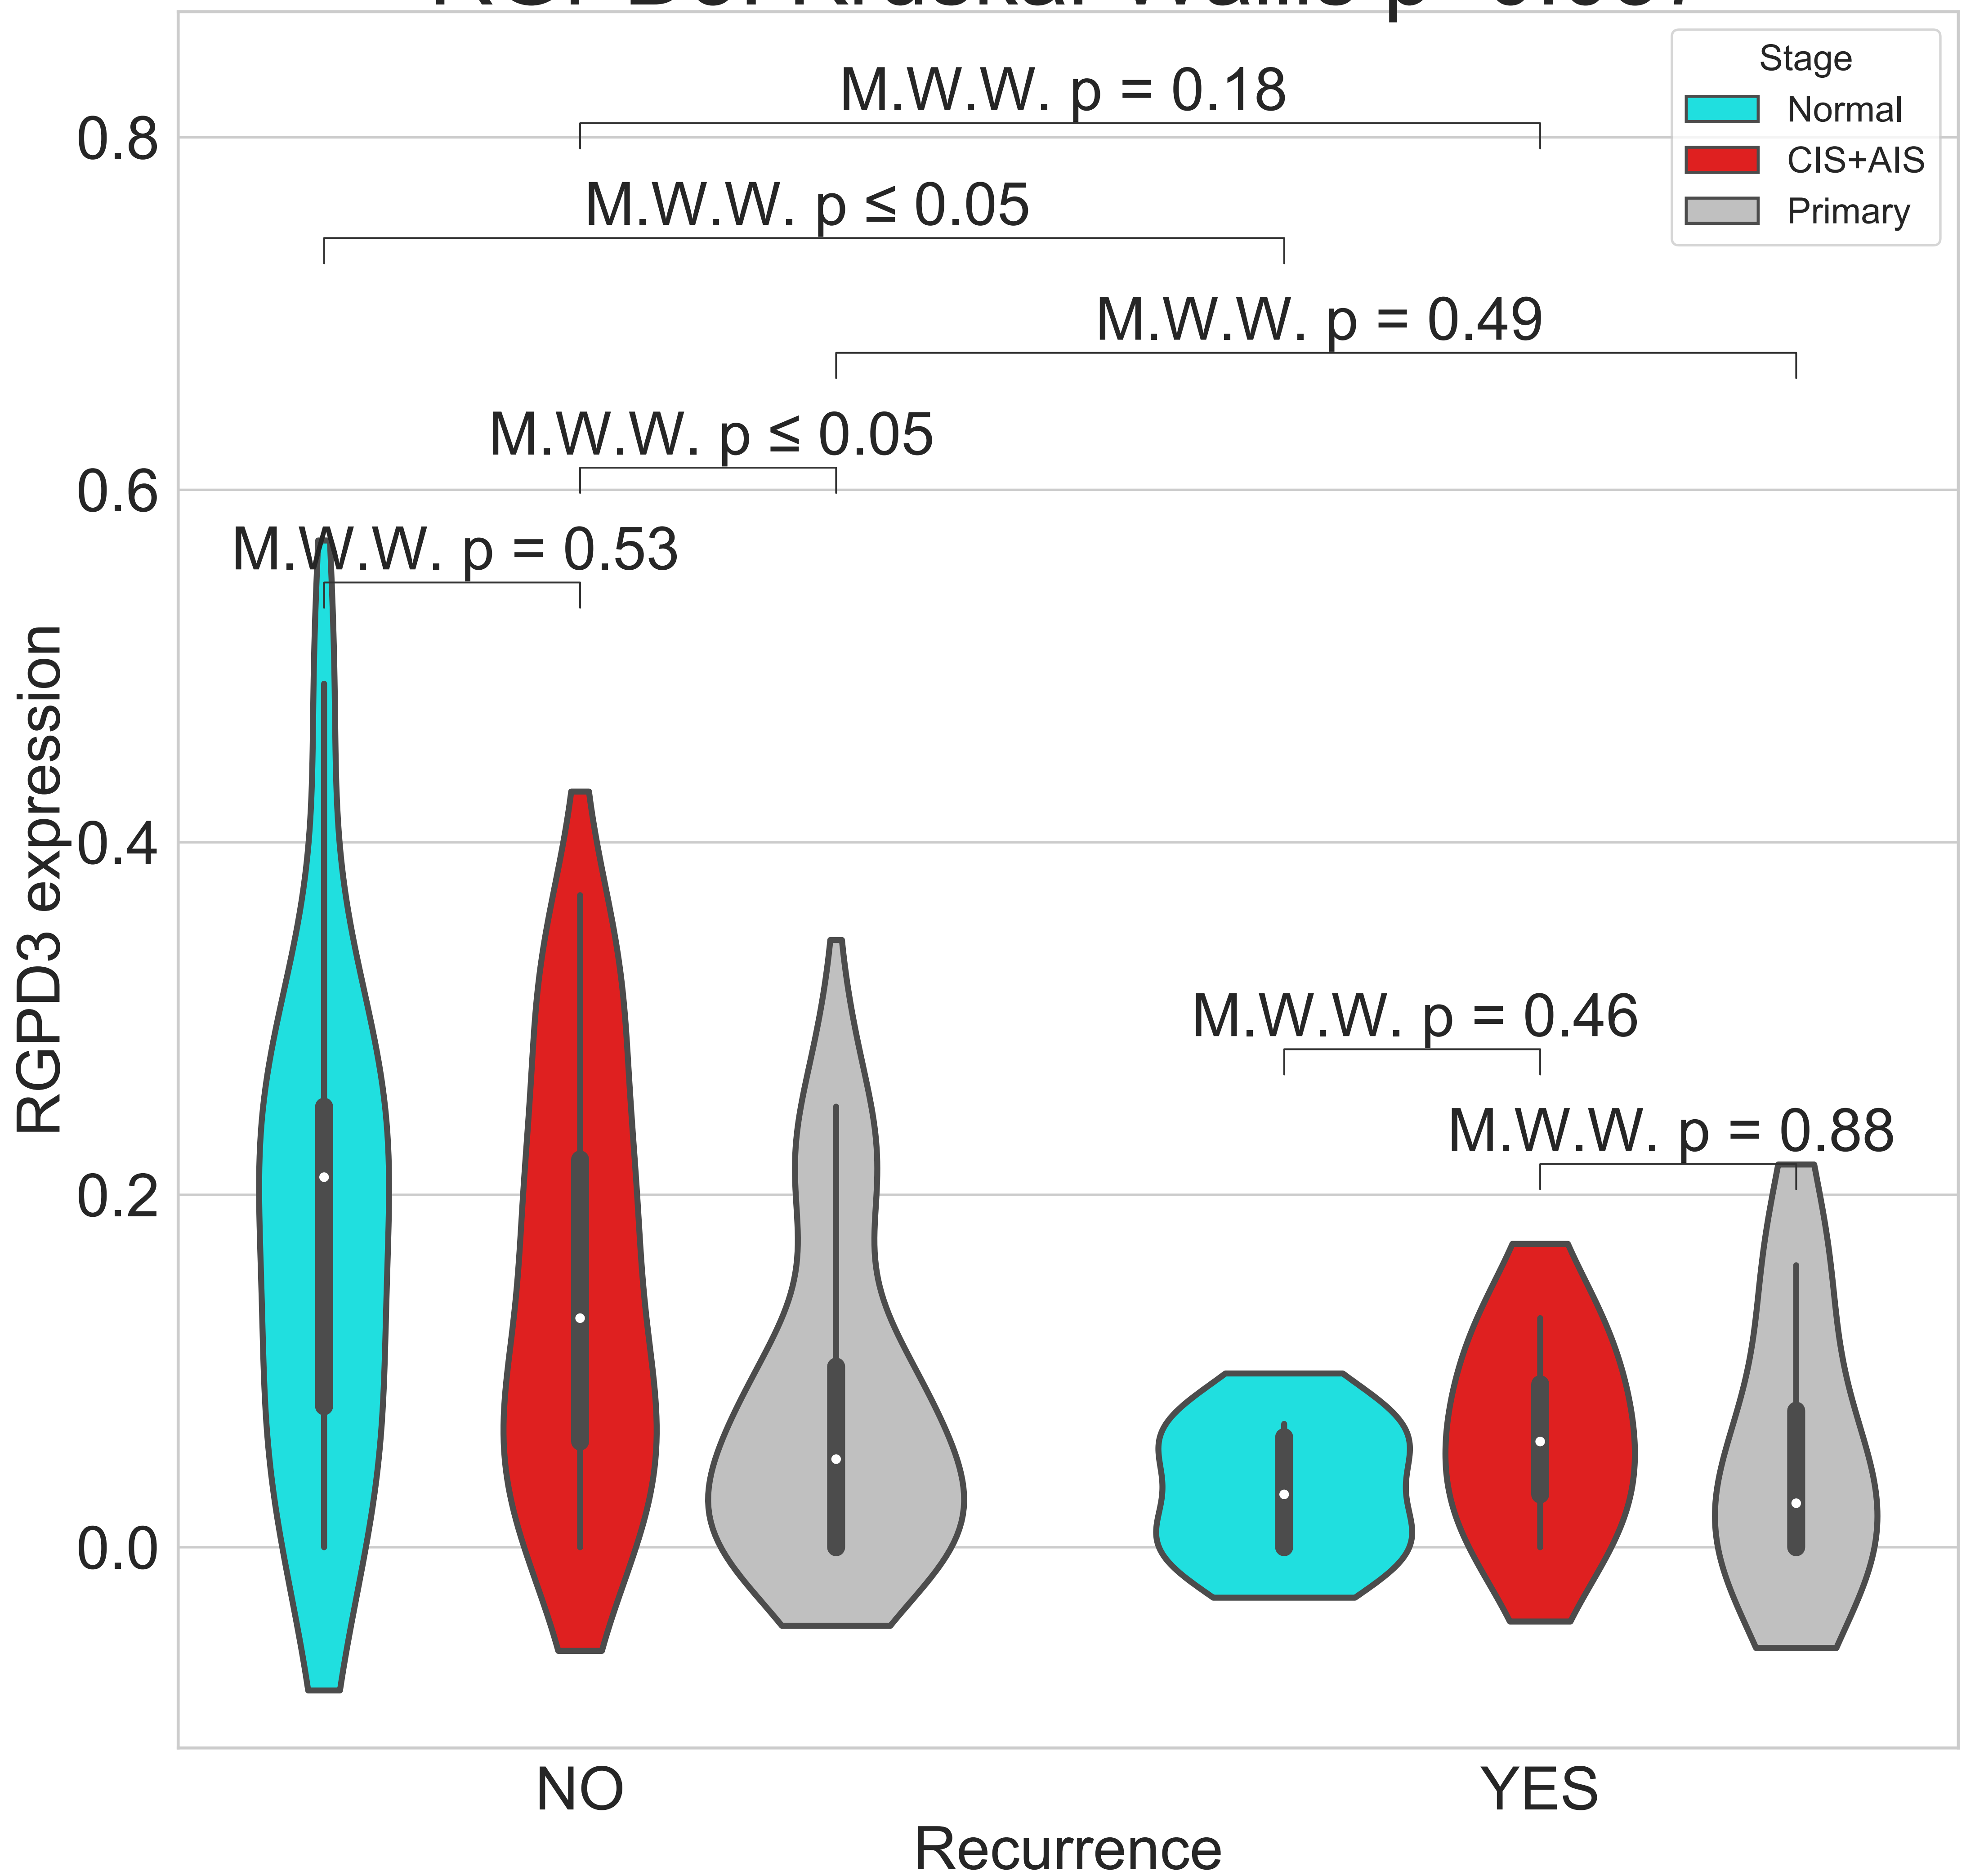 Stage
Normal
CIS+AIS
Primary
M.W.W. p = 0.18
M.W.W. p ≤ 0.05
M.W.W. p = 0.49
M.W.W. p ≤ 0.05
M.W.W. p = 0.53
M.W.W. p = 0.46
M.W.W. p = 0.88
0.8
0.6
0.4
0.2
0.0
RGPD3 expression
NO
YES
Recurrence